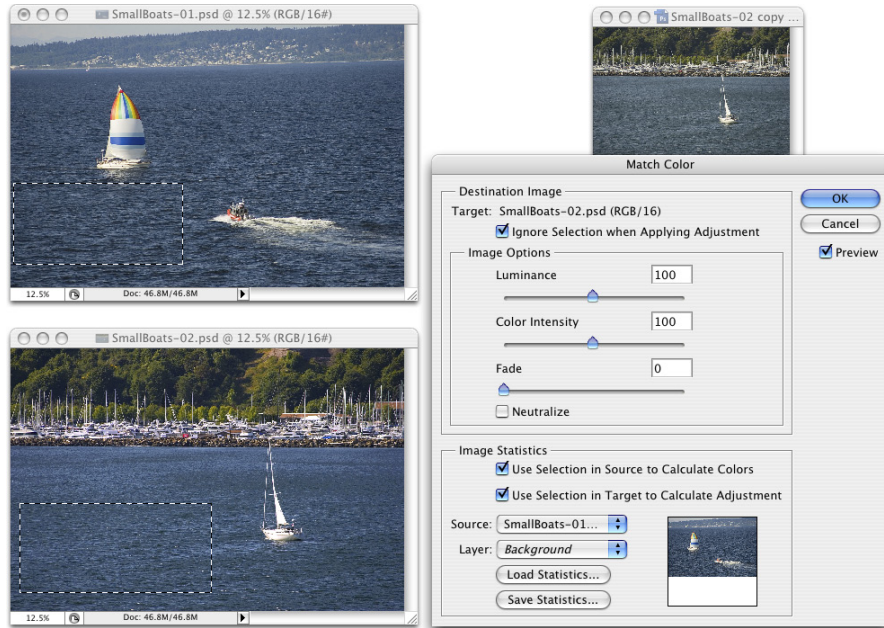 SmallBoats-01.psd @ 12.5% (RGB/16#)
12.5%
Doc: 46.8M/46.8M
SmallBoats-02.psd @ 12.5% (RGB/16#)
12.5%
Doc: 46.8M/46.8M
SmallBoats-02 copy ...
Match Color
Destination Image
Target: SmallBoats-02.psd (RGB/16)
Ignore Selection when Applying Adjustment
Image Options
Luminance 100
Color Intensity 100
Fade 0
Neutralize
Image Statistics
Use Selection in Source to Calculate Colors
Use Selection in Target to Calculate Adjustment
Source: SmallBoats-01...
Layer: Background
Load Statistics...
Save Statistics...
OK
Cancel
Preview